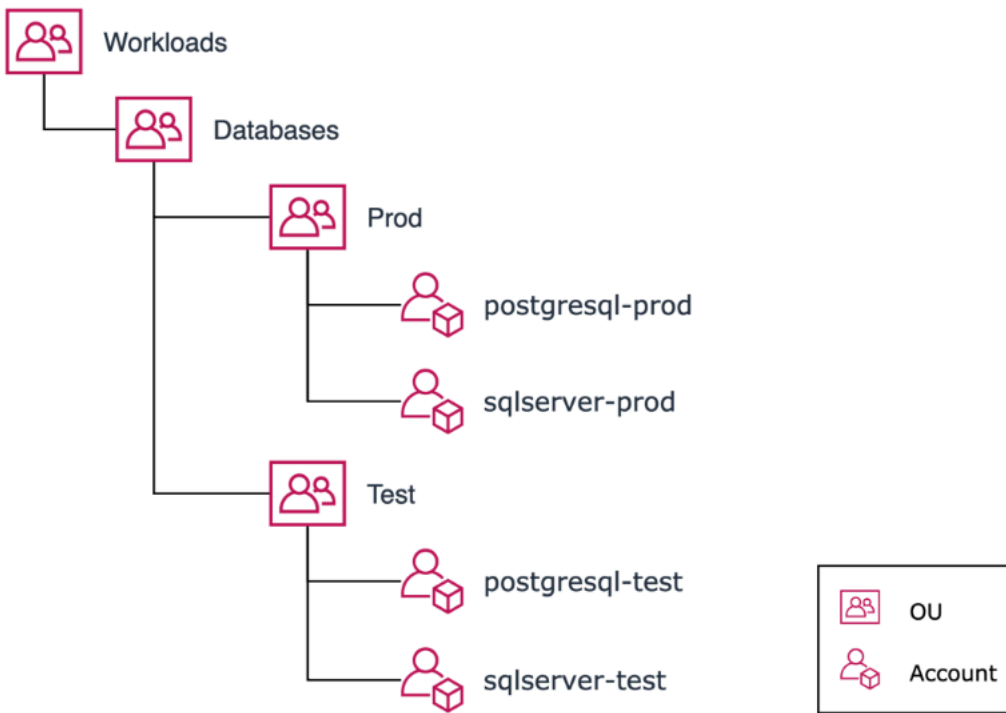 Workloads
Databases
Prod
postgresql-prod
sqlserver-prod
Test
postgresql-test
sqlserver-test
OU
Account